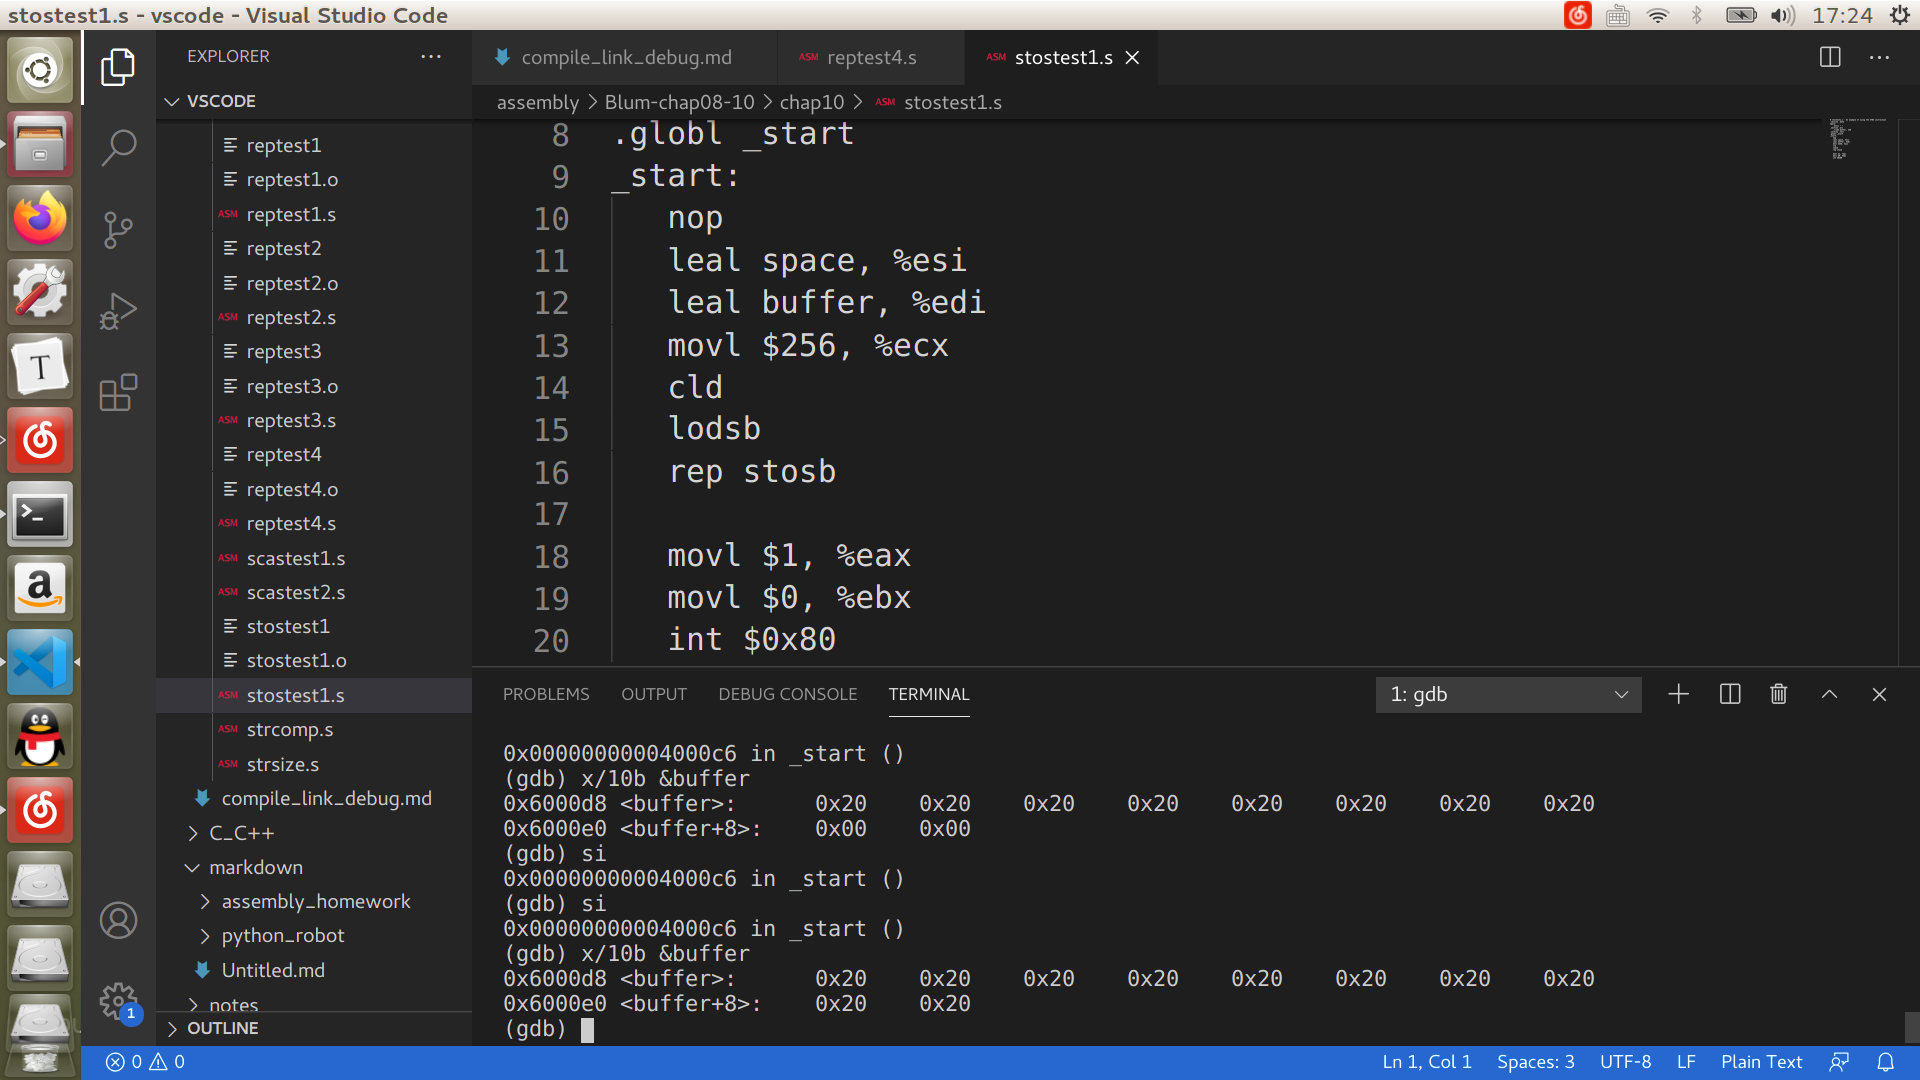 stostest1.s - vscode - Visual Studio Code
17:24
EXPLORER
VSCODE
reptest1
reptest1.o
ASM reptest1.s
reptest2
reptest2.o
ASM reptest2.s
reptest3
reptest3.o
ASM reptest3.s
reptest4
reptest4.o
ASM reptest4.s
ASM scastest1.s
ASM scastest2.s
stostest1
stostest1.o
ASM stostest1.s
ASM strcomp.s
ASM strsize.s
compile_link_debug.md
C_C++
markdown
assembly_homework
python_robot
Untitled.md
notes
OUTLINE
1
T
a
compile_link_debug.md
ASM reptest4.s
ASM stostest1.s
assembly > Blum-chap08-10 > chap10 > ASM stostest1.s
8 .globl _start
9 _start:
10 nop
11 leal space, %esi
12 leal buffer, %edi
13 movl $256, %ecx
14 cld
15 lodsb
16 rep stosb
17
18 movl $1, %eax
19 movl $0, %ebx
20 int $0x80
PROBLEMS OUTPUT DEBUG CONSOLE TERMINAL
1: gdb
0x00000000004000c6 in _start ()
(gdb) x/10b &buffer
0x6000d8 <buffer>: 0x20 0x20 0x20 0x20 0x20 0x20 0x20 0x20
0x6000e0 <buffer+8>: 0x00 0x00
(gdb) si
0x00000000004000c6 in _start ()
(gdb) si
0x00000000004000c6 in _start ()
(gdb) x/10b &buffer
0x6000d8 <buffer>: 0x20 0x20 0x20 0x20 0x20 0x20 0x20 0x20
0x6000e0 <buffer+8>: 0x20 0x20
(gdb)
0 0
Ln 1, Col 1 Spaces: 3 UTF-8 LF Plain Text